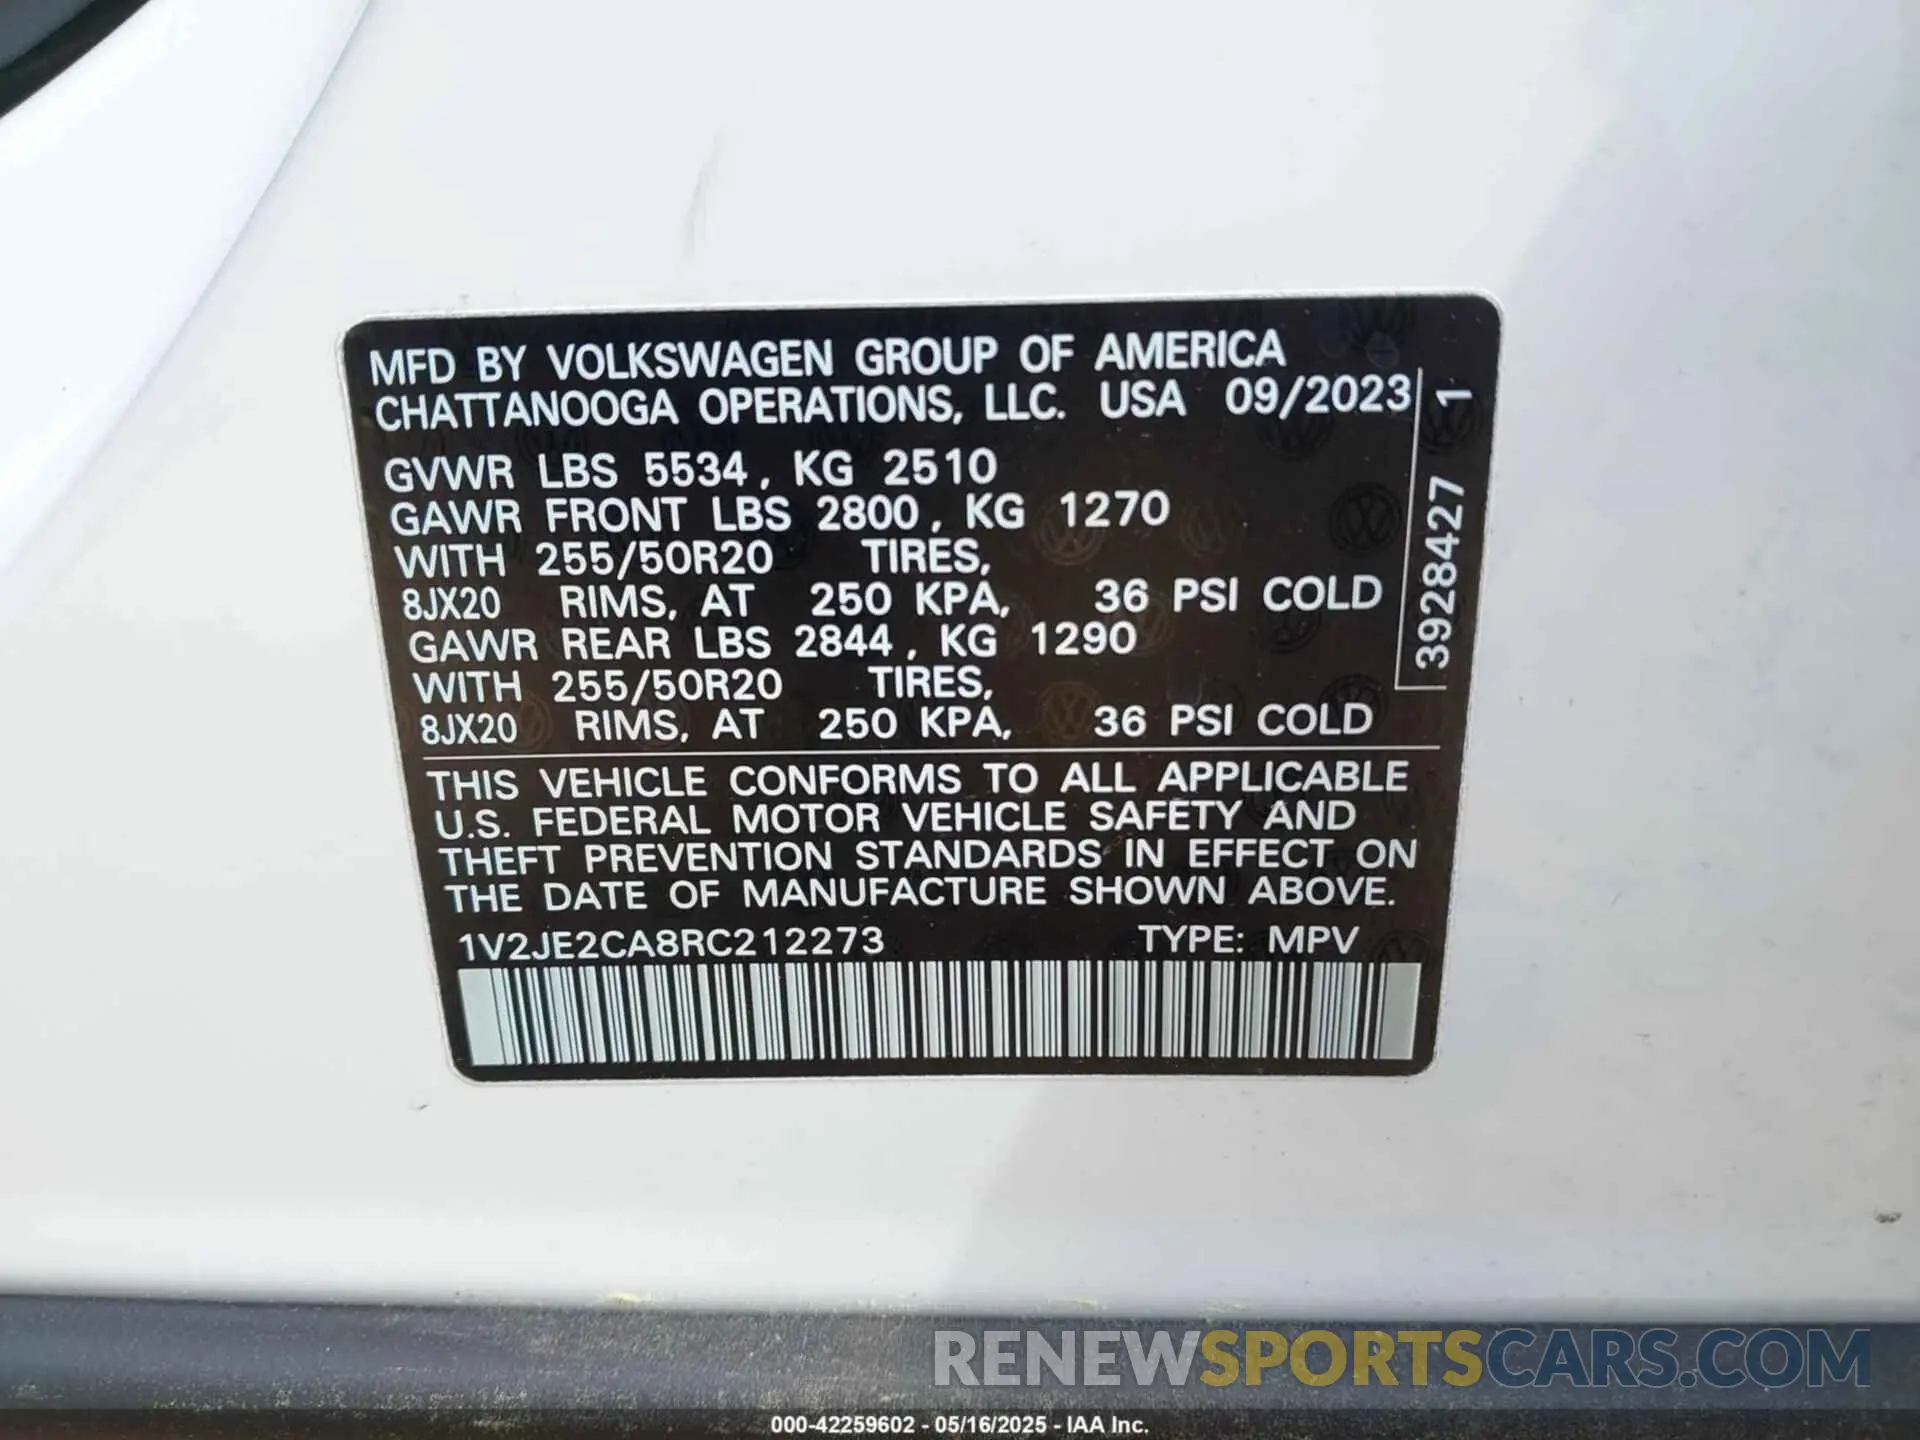 MFD BY VOLKSWAGEN GROUP OF AMERICA
CHATTANOOGA OPERATIONS, LLC. USA 09/2023
GVWR LBS 5534, KG 2510
GAWR FRONT LBS 2800, KG 1270
WITH 255/50R20 TIRES,
8JX20 RIMS, AT 250 KPA, 36 PSI COLD
GAWR REAR LBS 2844, KG 1290
WITH 255/50R20 TIRES,
8JX20 RIMS, AT 250 KPA, 36 PSI COLD
3928427 1
THIS VEHICLE CONFORMS TO ALL APPLICABLE
U.S. FEDERAL MOTOR VEHICLE SAFETY AND
THEFT PREVENTION STANDARDS IN EFFECT ON
THE DATE OF MANUFACTURE SHOWN ABOVE.
1V2JE2CA8RC212273 TYPE: MPV
RENEWSPORTSCARS.COM
000-42259602 - 05/16/2025 - IAA Inc.